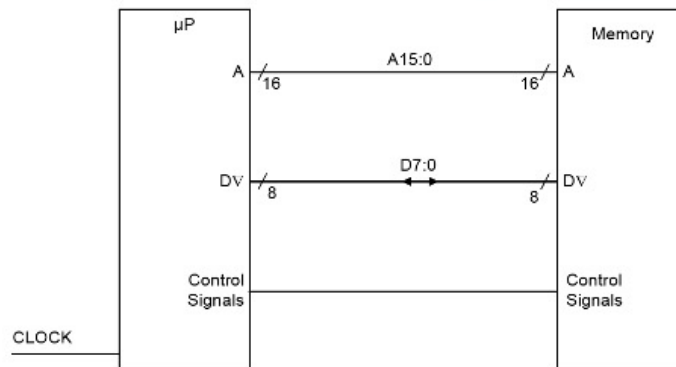 µP
Memory
A15:0
A
16
16
A
D7:0
DV
8
8
DV
Control
Signals
Control
Signals
CLOCK